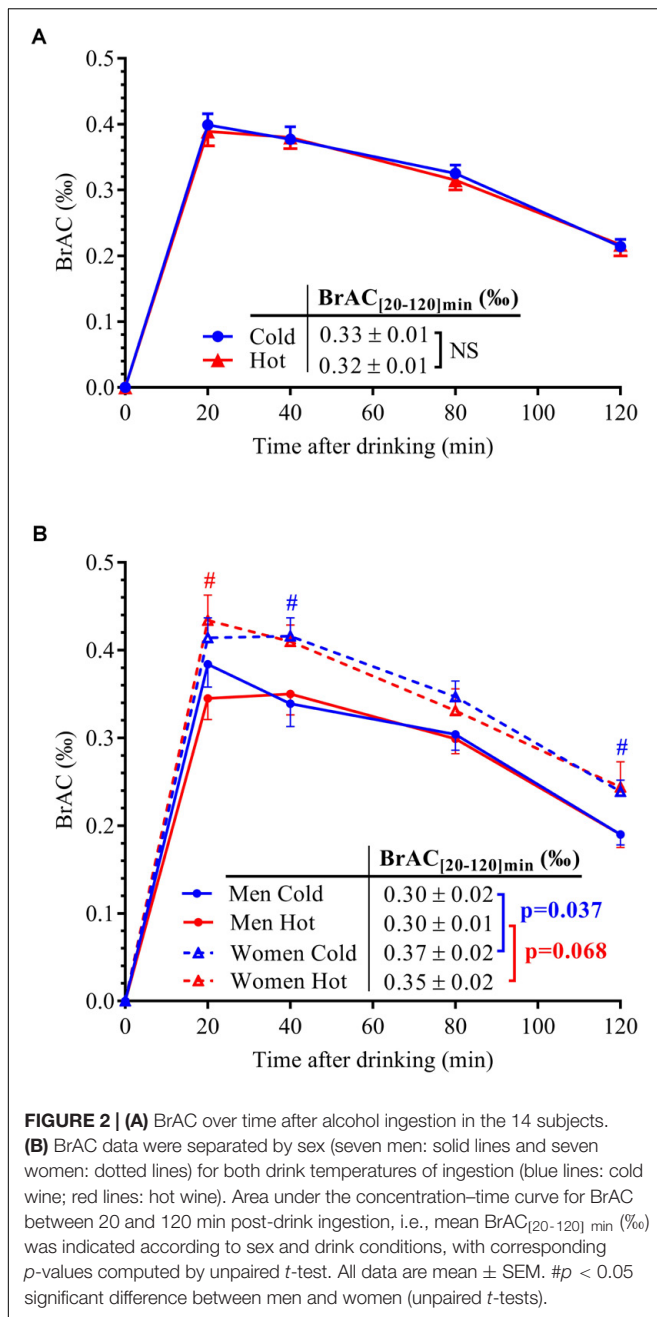 A
0.5
0.4
0.3
0.2
0.1
0.0
BrAC (‰)
BrAC[20-120]min (‰)
Cold 0.33 ± 0.01
Hot 0.32 ± 0.01
NS
0 20 40 60 80 100 120
Time after drinking (min)
B
0.5
0.4
0.3
0.2
0.1
0.0
BrAC (‰)
# # #
BrAC[20-120]min (‰)
Men Cold 0.30 ± 0.02
Men Hot 0.30 ± 0.01
Women Cold 0.37 ± 0.02
Women Hot 0.35 ± 0.02
p=0.037
p=0.068
0 20 40 60 80 100 120
Time after drinking (min)
FIGURE 2 | (A) BrAC over time after alcohol ingestion in the 14 subjects.
(B) BrAC data were separated by sex (seven men: solid lines and seven
women: dotted lines) for both drink temperatures of ingestion (blue lines: cold
wine; red lines: hot wine). Area under the concentration–time curve for BrAC
between 20 and 120 min post-drink ingestion, i.e., mean BrAC[20-120] min (‰)
was indicated according to sex and drink conditions, with corresponding
p-values computed by unpaired t-test. All data are mean ± SEM. #p < 0.05
significant difference between men and women (unpaired t-tests).